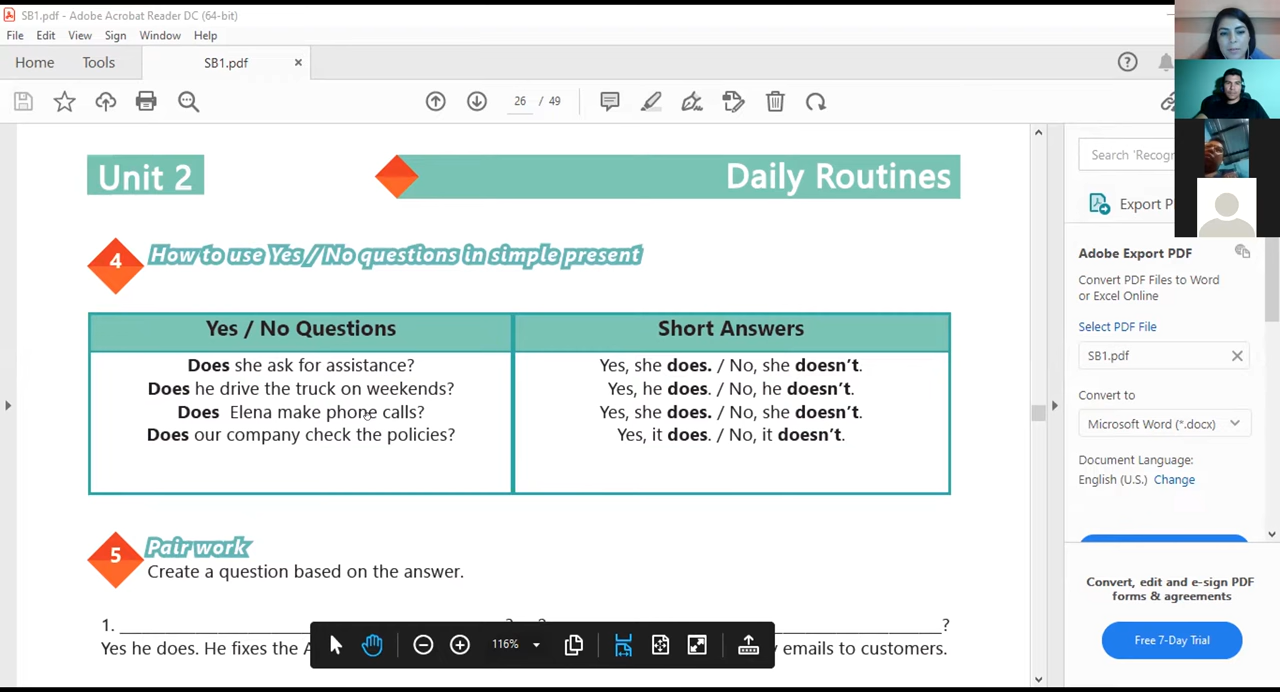 SB1.pdf - Adobe Acrobat Reader DC (64-bit)
File Edit View Sign Window Help
Home Tools SB1.pdf ×
26 / 49
Unit 2 Daily Routines
4 How to use Yes / No questions in simple present
Yes / No Questions Short Answers
Does she ask for assistance? Yes, she does. / No, she doesn't.
Does he drive the truck on weekends? Yes, he does. / No, he doesn't.
Does Elena make phone calls? Yes, she does. / No, she doesn't.
Does our company check the policies? Yes, it does. / No, it doesn't.
5 Pair work
Create a question based on the answer.
1. ? ?
Yes he does. He fixes the emails to customers.
116%
Search 'Recogn
Export P
Adobe Export PDF
Convert PDF Files to Word
or Excel Online
Select PDF File
SB1.pdf
Convert to
Microsoft Word (*.docx)
Document Language:
English (U.S.) Change
Convert, edit and e-sign PDF
forms & agreements
Free 7-Day Trial